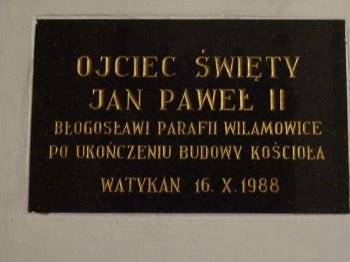 OJCIEC ŚWIĘTY
JAN PAWEŁ II
BŁOGOSŁAWI PARAFII WILAMOWICE
PO UKOŃCZENIU BUDOWY KOŚCIOŁA
WATYKAN 16. X. 1988